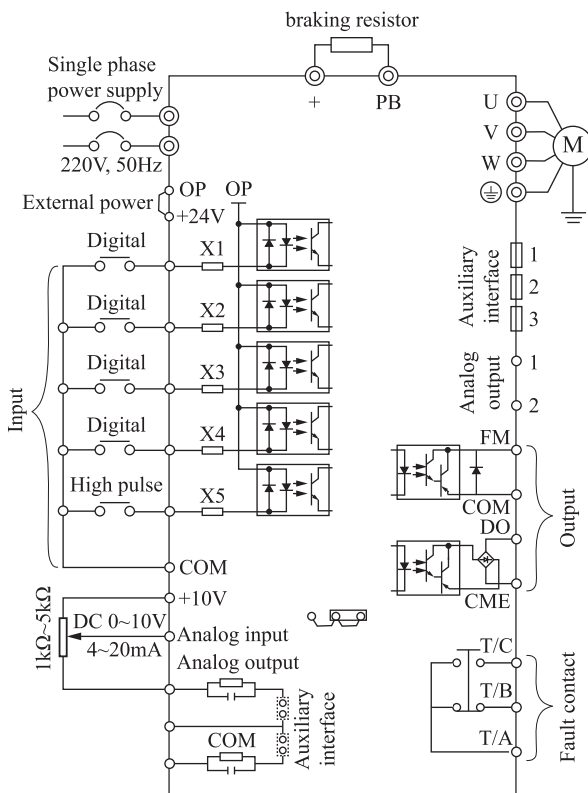 braking resistor
Single phase
power supply
+
PB
220V, 50Hz
U
V
W
M
OP
OP
External power
+24V
Digital
X1
Digital
X2
Digital
X3
Digital
X4
High pulse
X5
Input
COM
+10V
1kΩ~5kΩ
DC 0~10V
4~20mA
Analog input
Analog output
COM
Auxiliary
interface
Auxiliary
interface
1
2
3
Analog
output
1
2
FM
COM
DO
CME
Output
T/C
T/B
T/A
Fault contact